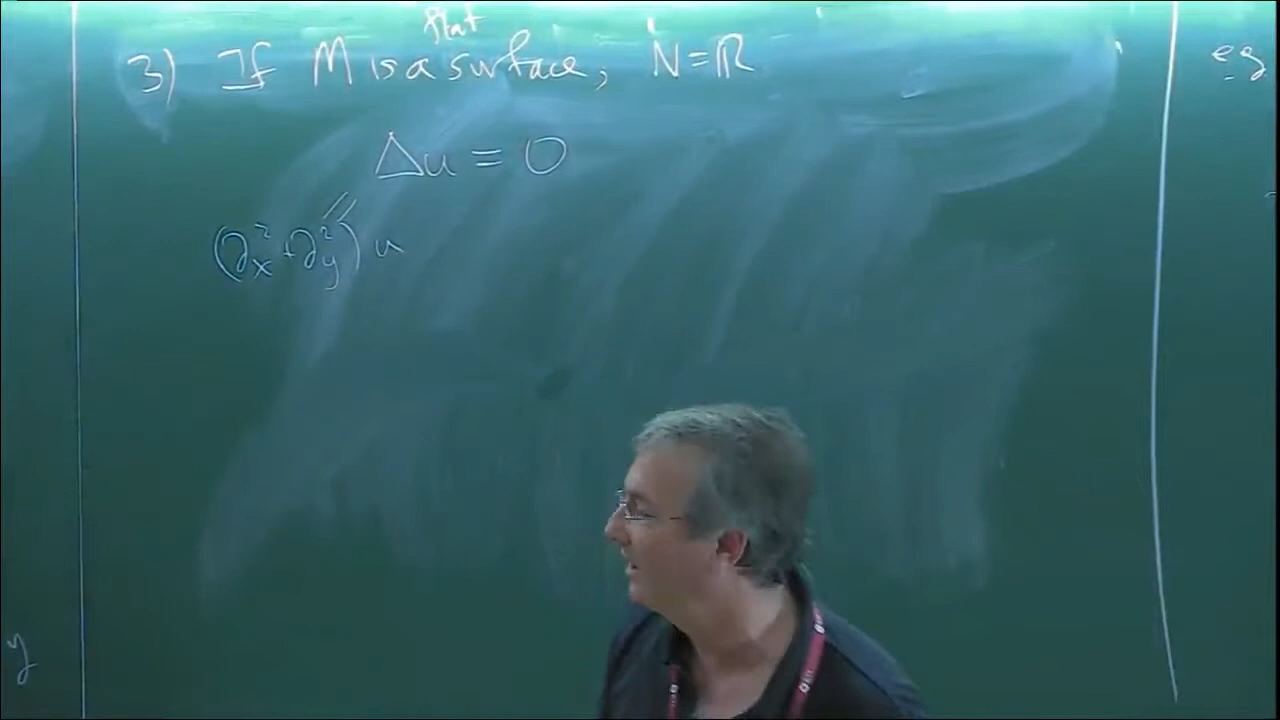 flat
3) If M is a surface, N=ℝ
eg
Δu = 0
(∂x² + ∂y²) u
y